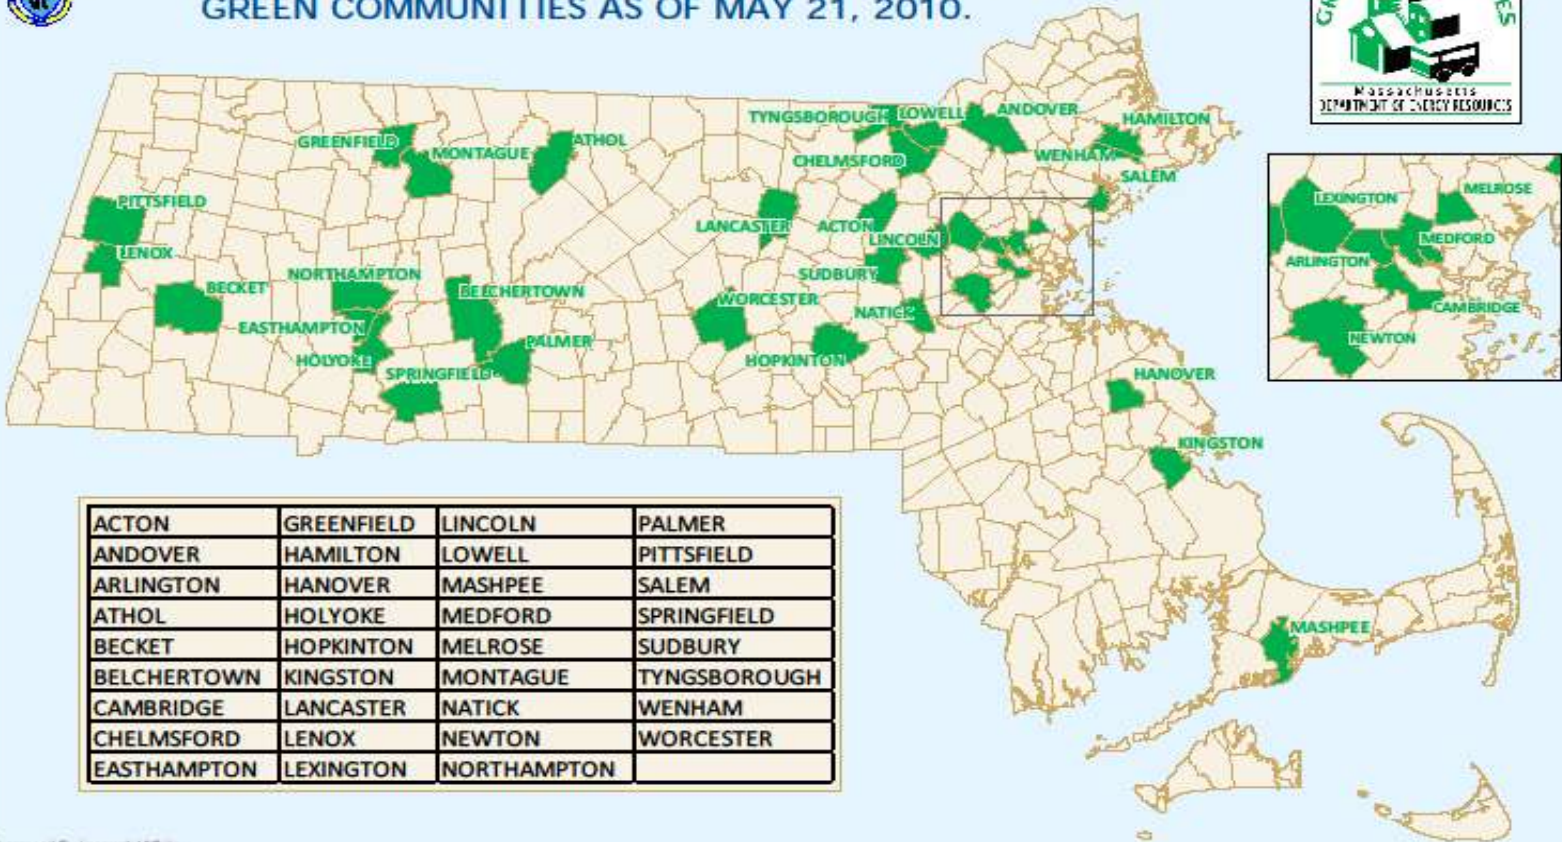 GREEN COMMUNITIES AS OF MAY 21, 2010.
Massachusetts
DEPARTMENT OF ENERGY RESOURCES
TYNGSBOROUGH
LOWELL
ANDOVER
HAMILTON
GREENFIELD
MONTAGUE
ATHOL
CHELMSFORD
WENHAM
SALEM
PITTSFIELD
LANCASTER
ACTON
LINCOLN
LENOX
NORTHAMPTON
SUDBURY
BECKET
BELCHERTOWN
WORCESTER
NATICK
EASTHAMPTON
PALMER
HOLYOKE
SPRINGFIELD
HOPKINTON
HANOVER
KINGSTON
MASHPEE
LEXINGTON
MELROSE
MEDFORD
ARLINGTON
CAMBRIDGE
NEWTON
ACTON GREENFIELD LINCOLN PALMER
ANDOVER HAMILTON LOWELL PITTSFIELD
ARLINGTON HANOVER MASHPEE SALEM
ATHOL HOLYOKE MEDFORD SPRINGFIELD
BECKET HOPKINTON MELROSE SUDBURY
BELCHERTOWN KINGSTON MONTAGUE TYNGSBOROUGH
CAMBRIDGE LANCASTER NATICK WENHAM
CHELMSFORD LENOX NEWTON WORCESTER
EASTHAMPTON LEXINGTON NORTHAMPTON